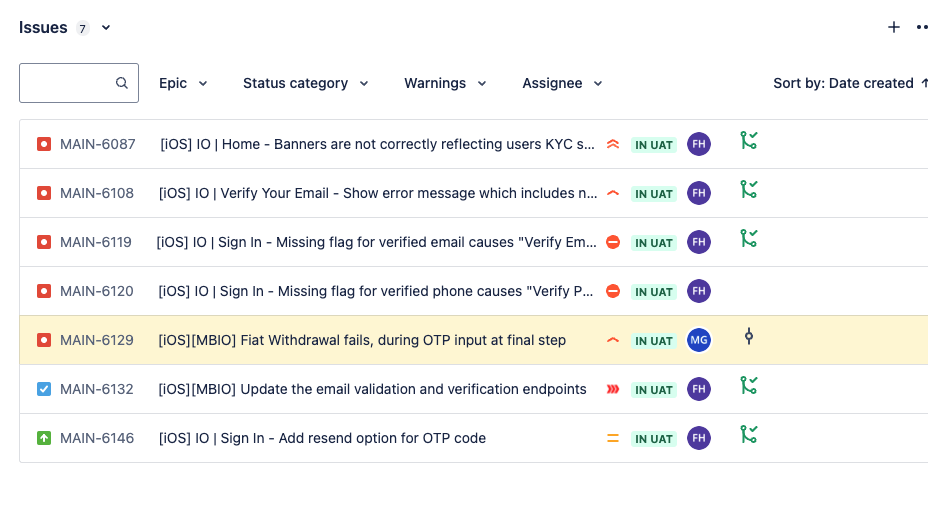 Issues 7
Epic Status category Warnings Assignee Sort by: Date created
MAIN-6087 [iOS] IO | Home - Banners are not correctly reflecting users KYC s... IN UAT FH
MAIN-6108 [iOS] IO | Verify Your Email - Show error message which includes n... IN UAT FH
MAIN-6119 [iOS] IO | Sign In - Missing flag for verified email causes "Verify Em... IN UAT FH
MAIN-6120 [iOS] IO | Sign In - Missing flag for verified phone causes "Verify P... IN UAT FH
MAIN-6129 [iOS][MBIO] Fiat Withdrawal fails, during OTP input at final step IN UAT MG
MAIN-6132 [iOS][MBIO] Update the email validation and verification endpoints IN UAT FH
MAIN-6146 [iOS] IO | Sign In - Add resend option for OTP code IN UAT FH